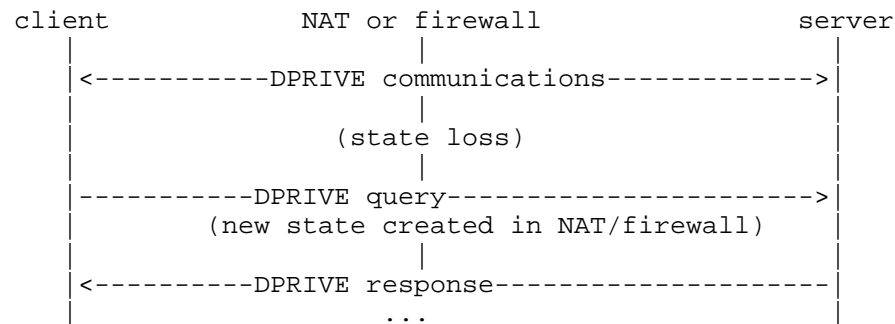 client NAT or firewall server
<-----------DPRIVE communications------------->
(state loss)
-----------DPRIVE query----------------------->
(new state created in NAT/firewall)
<----------DPRIVE response---------------------
...